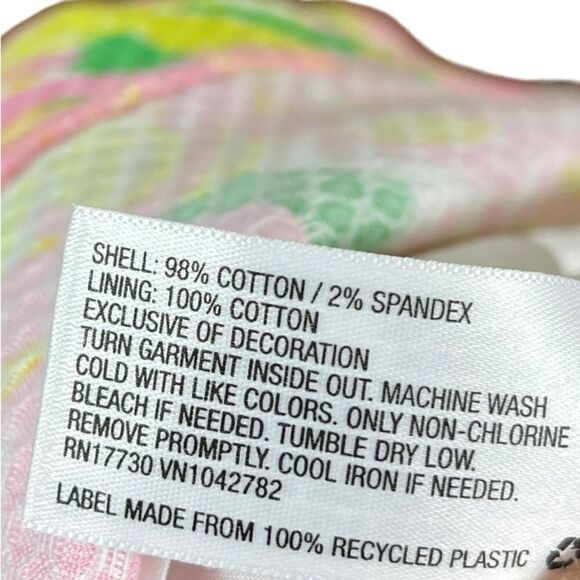 SHELL: 98% COTTON / 2% SPANDEX
LINING: 100% COTTON
EXCLUSIVE OF DECORATION
TURN GARMENT INSIDE OUT. MACHINE WASH
COLD WITH LIKE COLORS. ONLY NON-CHLORINE
BLEACH IF NEEDED. TUMBLE DRY LOW.
REMOVE PROMPTLY. COOL IRON IF NEEDED.
RN17730 VN1042782
LABEL MADE FROM 100% RECYCLED PLASTIC